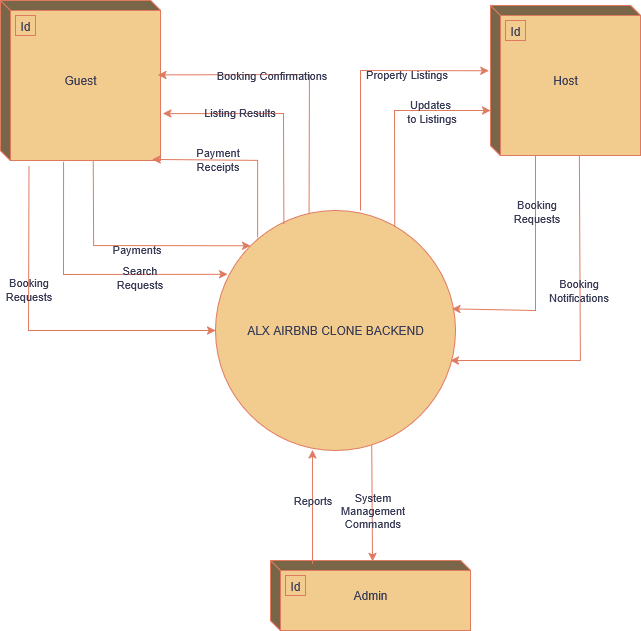 Id
Guest
Id
Host
Booking Confirmations
Property Listings
Listing Results
Updates
to Listings
Payment
Receipts
Payments
Search
Requests
Booking
Requests
Booking
Requests
Booking
Notifications
ALX AIRBNB CLONE BACKEND
Reports
System
Management
Commands
Id
Admin